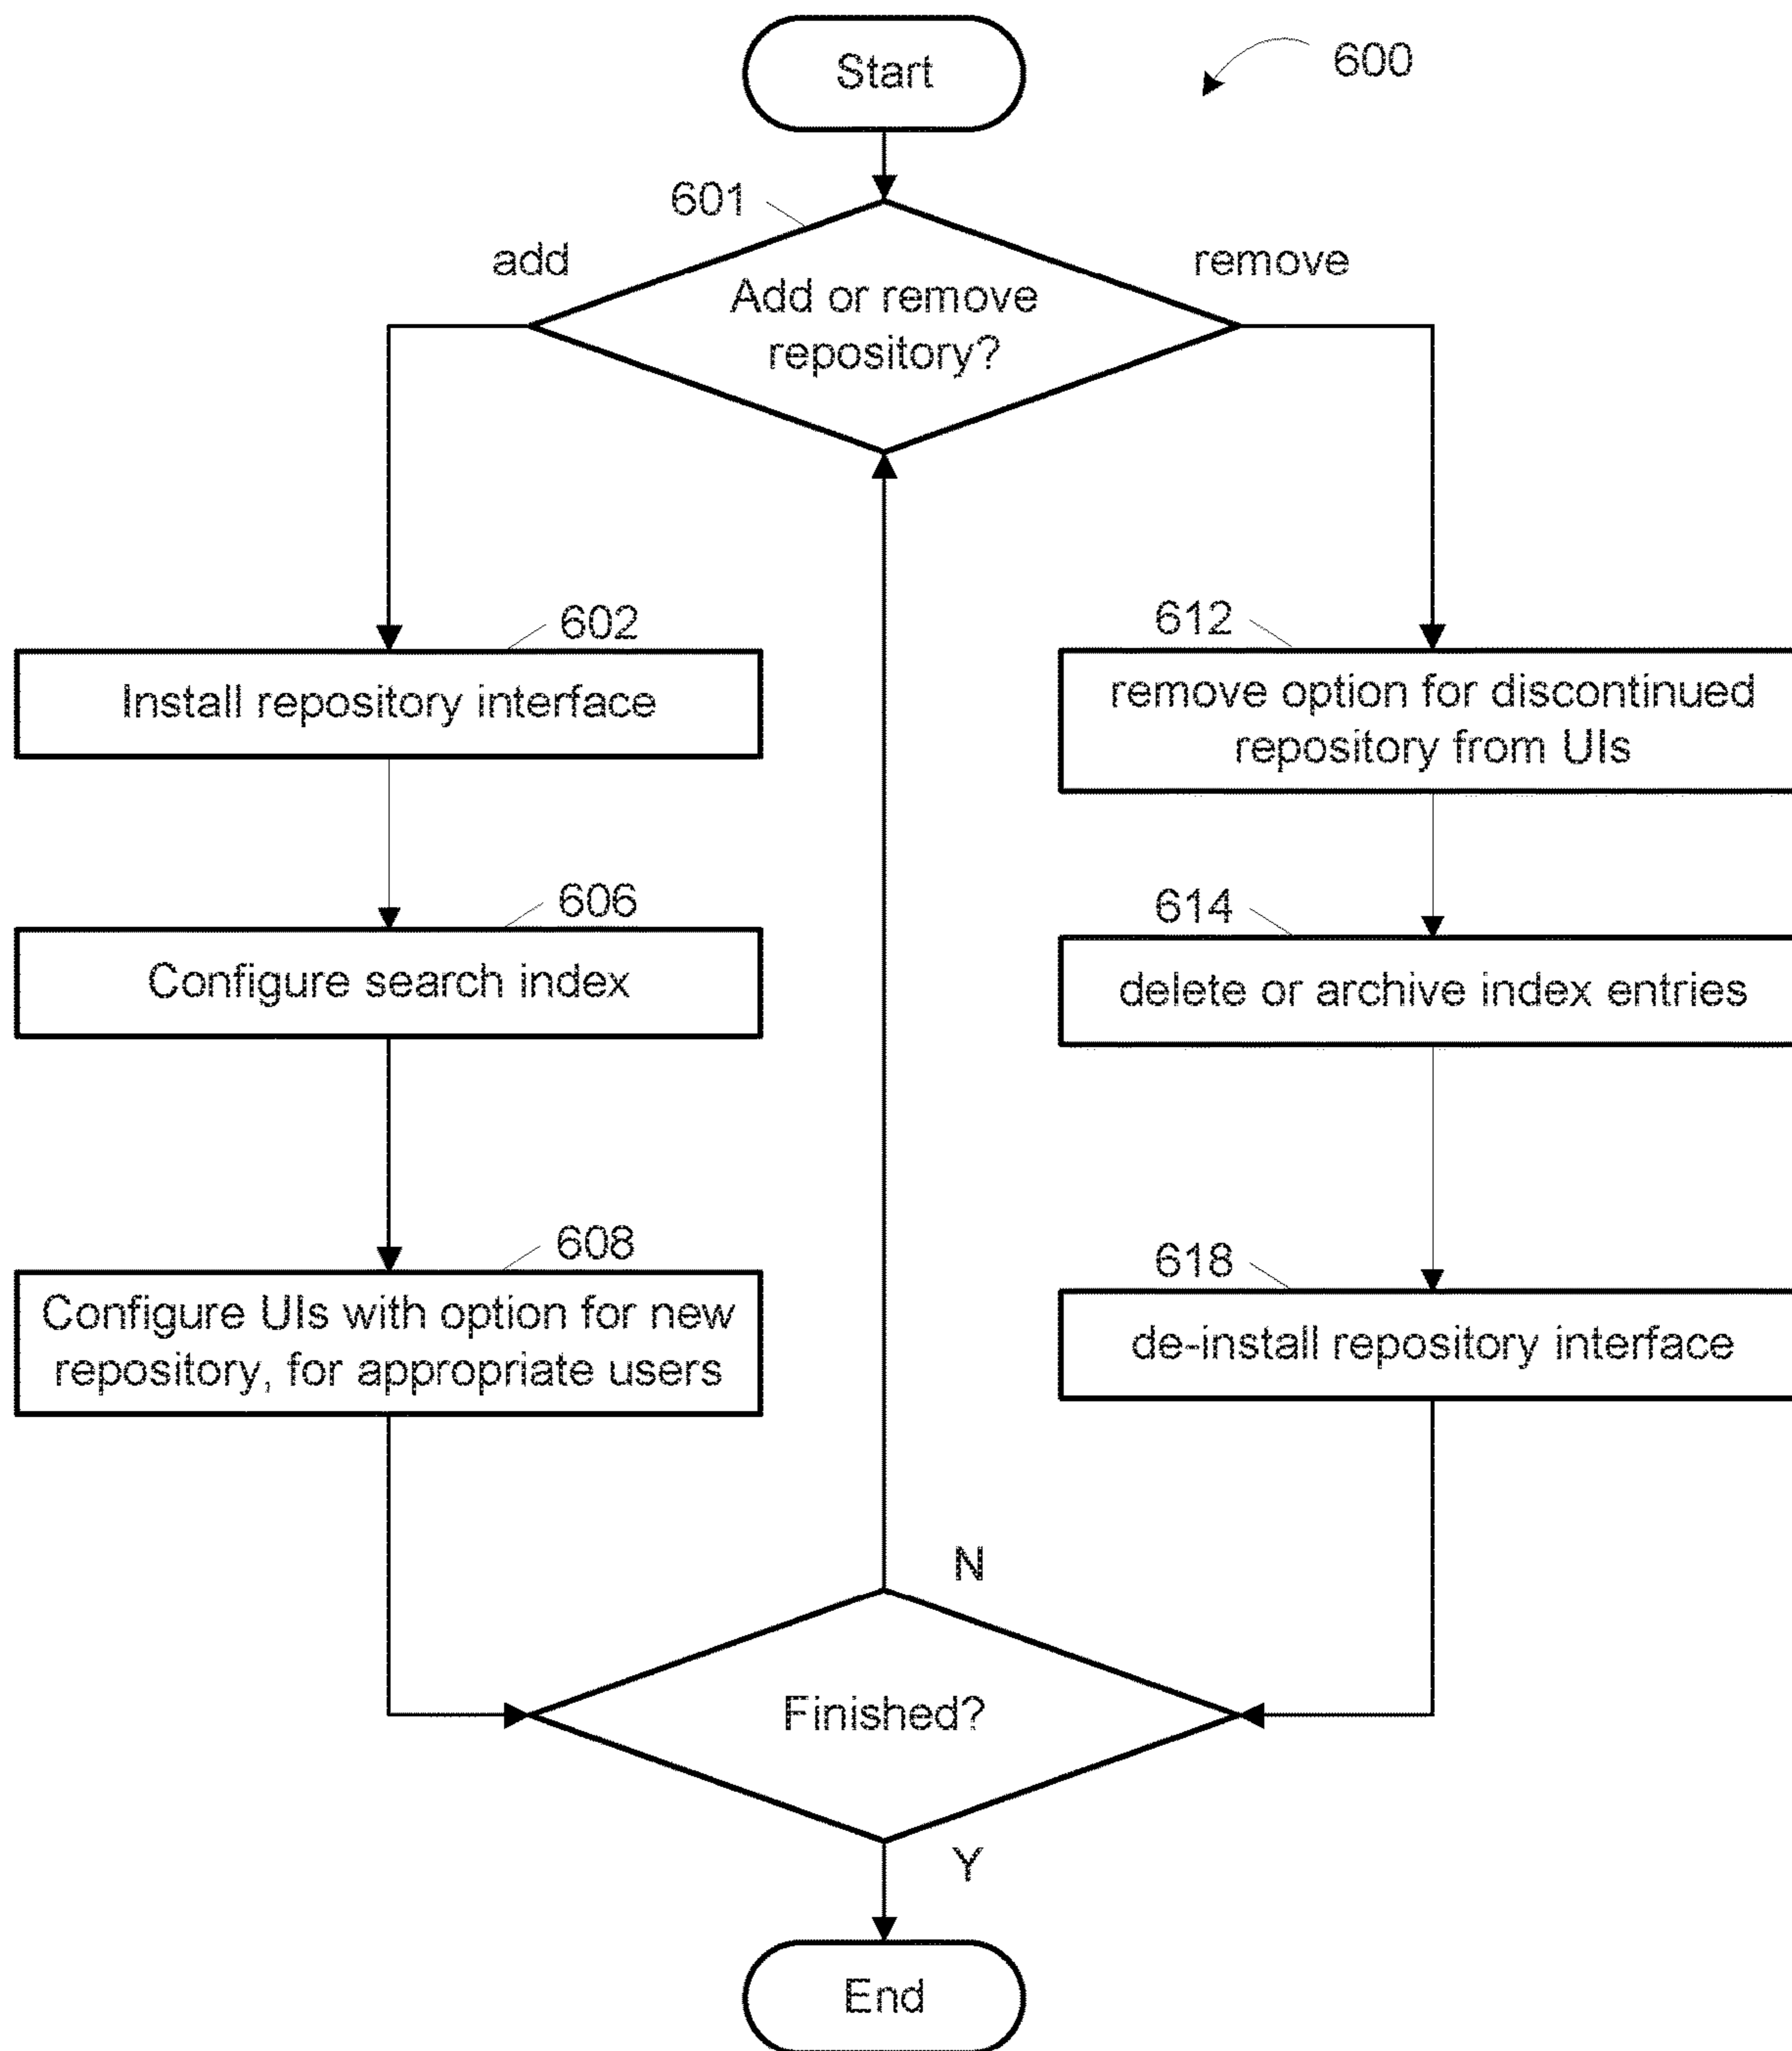 Start
600
601
add
remove
Add or remove
repository?
602
Install repository interface
612
remove option for discontinued
repository from UIs
606
Configure search index
614
delete or archive index entries
608
Configure UIs with option for new
repository, for appropriate users
618
de-install repository interface
N
Finished?
Y
End